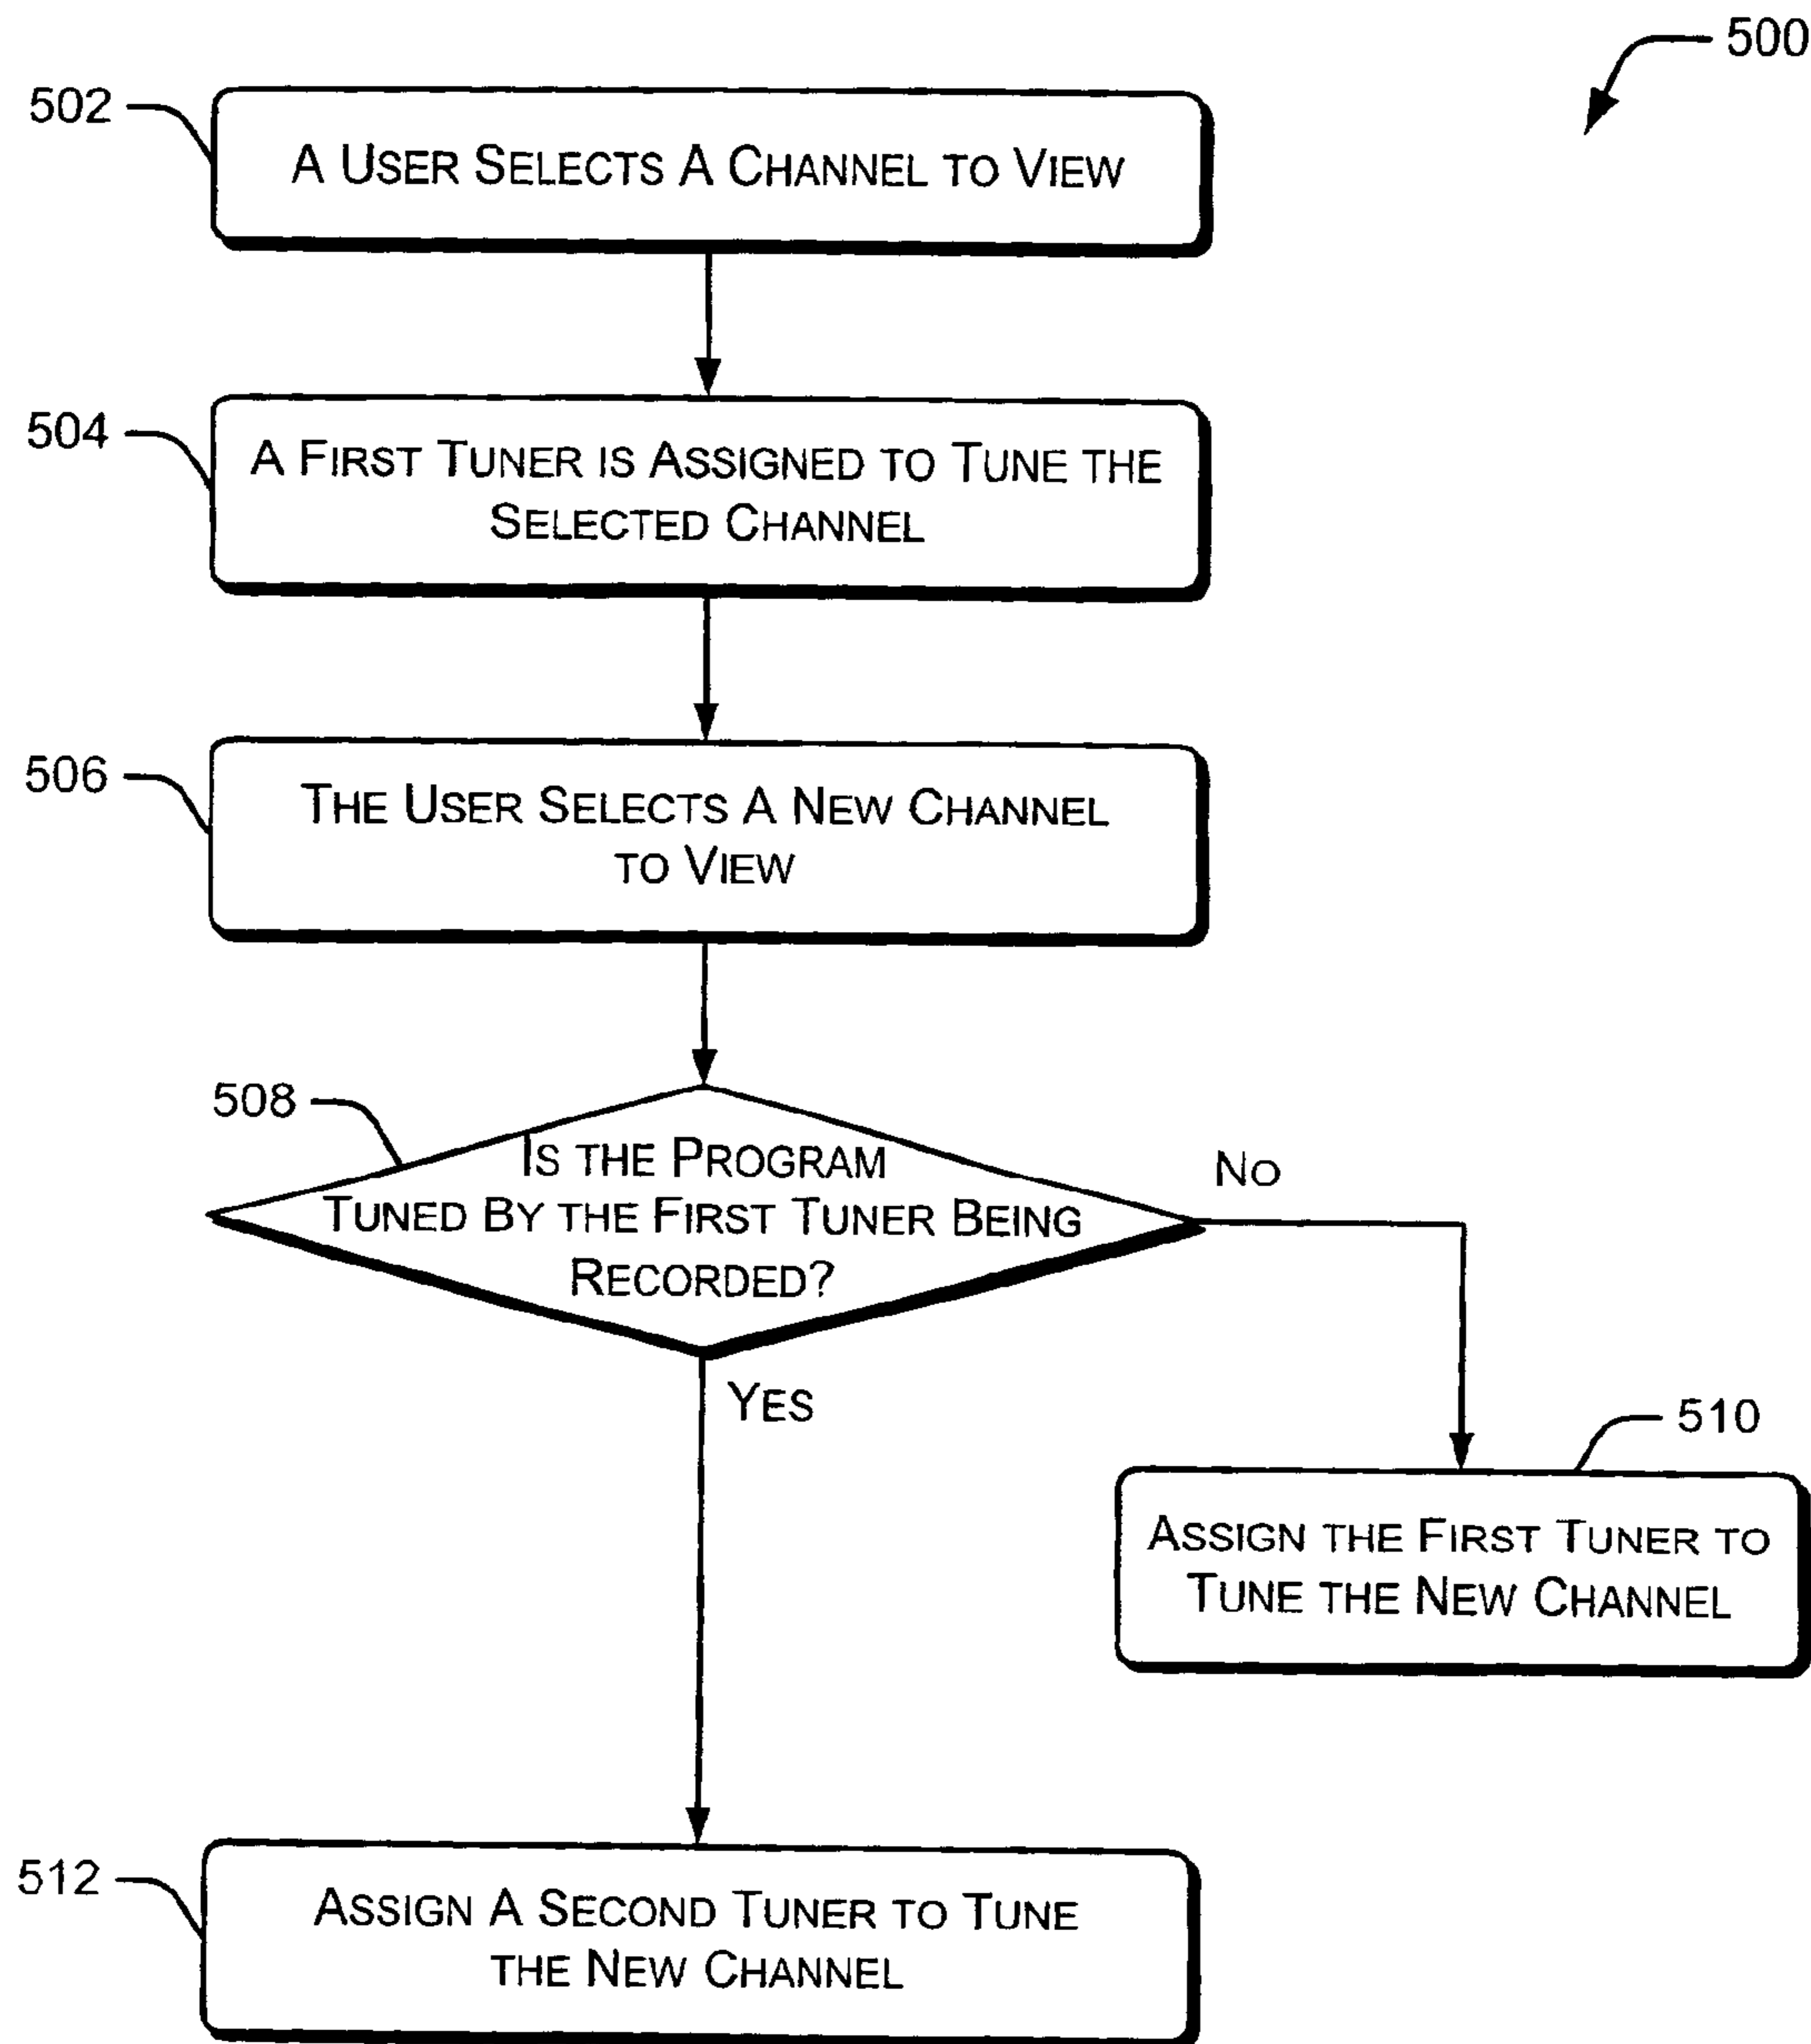 500
502
A USER SELECTS A CHANNEL TO VIEW
504
A FIRST TUNER IS ASSIGNED TO TUNE THE
SELECTED CHANNEL
506
THE USER SELECTS A NEW CHANNEL
TO VIEW
508
IS THE PROGRAM
TUNED BY THE FIRST TUNER BEING
RECORDED?
NO
YES
510
ASSIGN THE FIRST TUNER TO
TUNE THE NEW CHANNEL
512
ASSIGN A SECOND TUNER TO TUNE
THE NEW CHANNEL